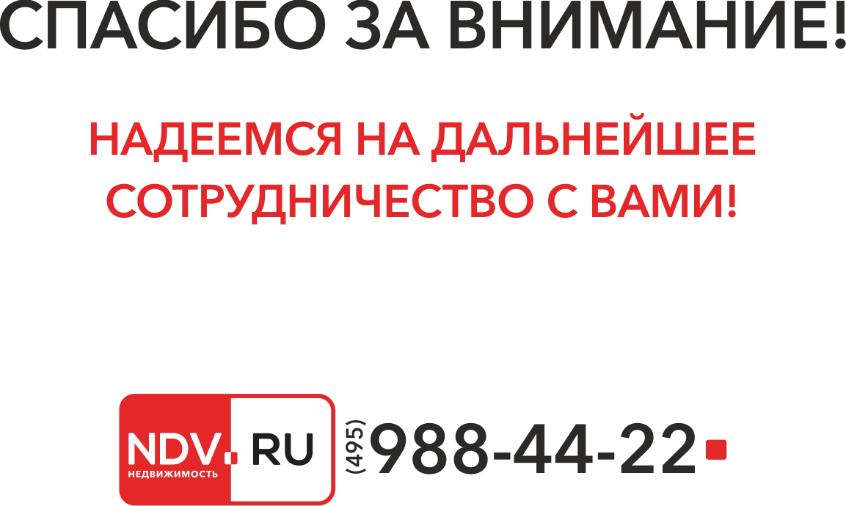 СПАСИБО ЗА ВНИМАНИЕ!
НАДЕЕМСЯ НА ДАЛЬНЕЙШЕЕ
СОТРУДНИЧЕСТВО С ВАМИ!
NDV.RU
НЕДВИЖИМОСТЬ
(495) 988-44-22